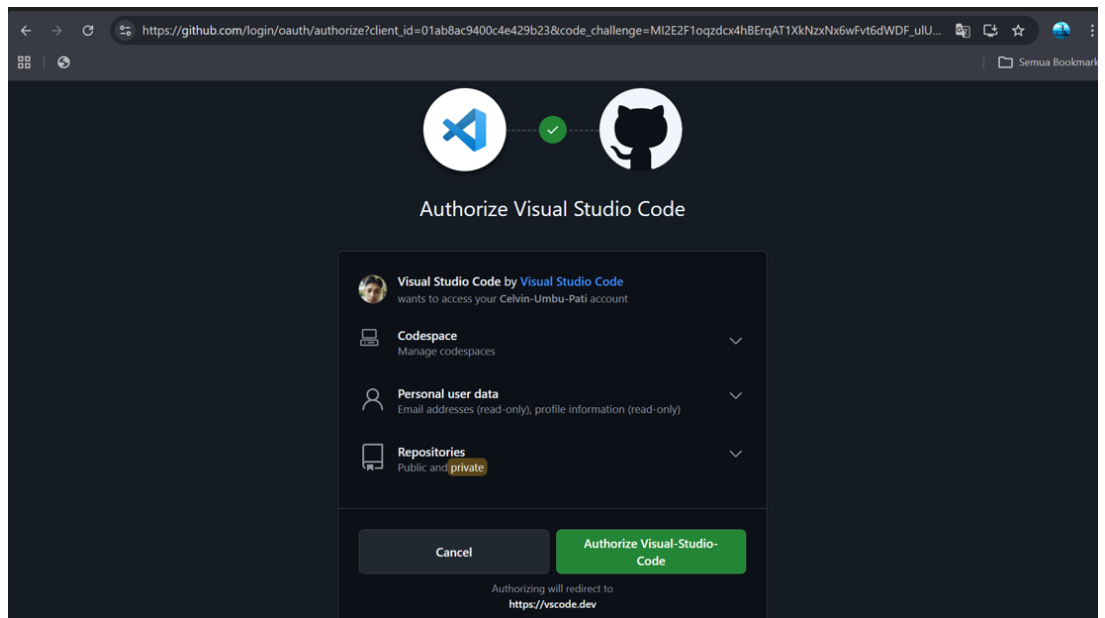 https://github.com/login/oauth/authorize?client_id=01ab8ac9400c4e429b23&code_challenge=MI2E2F1oqzdcx4hBErqAT1XkNzxNx6wFvt6dWDF_ulU...
Semua Bookmark
Authorize Visual Studio Code
Visual Studio Code by Visual Studio Code
wants to access your Celvin-Umbu-Pati account
Codespace
Manage codespaces
Personal user data
Email addresses (read-only), profile information (read-only)
Repositories
Public and private
Cancel
Authorize Visual-Studio-
Code
Authorizing will redirect to
https://vscode.dev